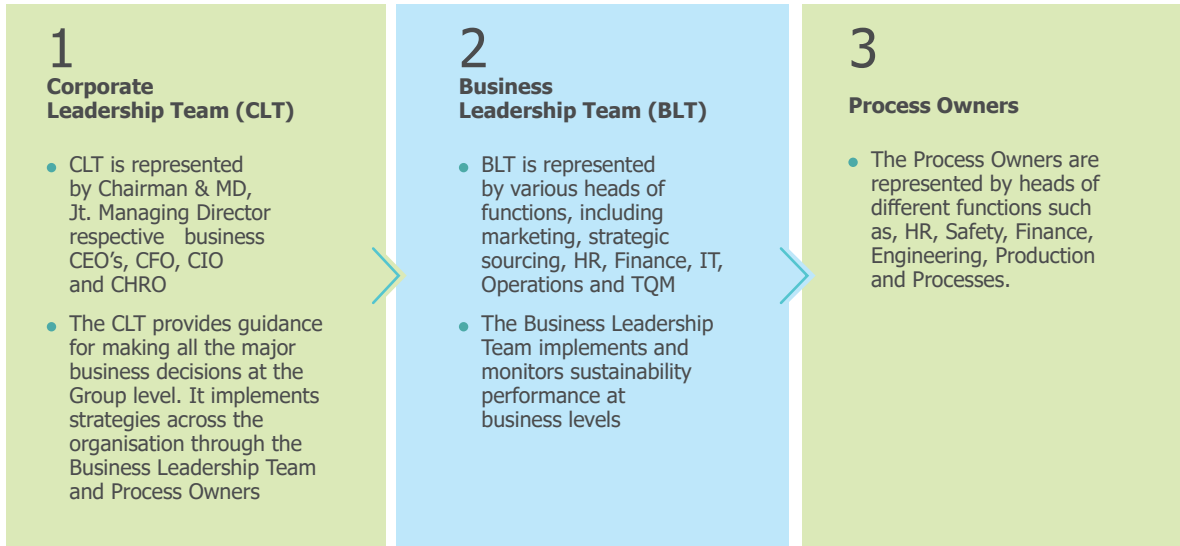 1
Corporate
Leadership Team (CLT)
● CLT is represented
by Chairman & MD,
Jt. Managing Director
respective business
CEO's, CFO, CIO
and CHRO
● The CLT provides guidance
for making all the major
business decisions at the
Group level. It implements
strategies across the
organisation through the
Business Leadership Team
and Process Owners
2
Business
Leadership Team (BLT)
● BLT is represented
by various heads of
functions, including
marketing, strategic
sourcing, HR, Finance, IT,
Operations and TQM
● The Business Leadership
Team implements and
monitors sustainability
performance at
business levels
3
Process Owners
● The Process Owners are
represented by heads of
different functions such
as, HR, Safety, Finance,
Engineering, Production
and Processes.